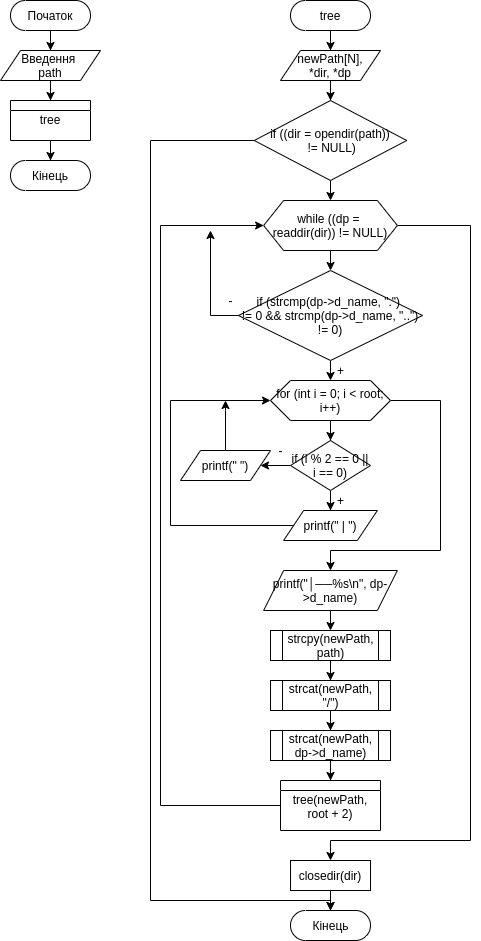 Початок
Введення
path
tree
Кінець
tree
newPath[N],
*dir, *dp
if ((dir = opendir(path))
!= NULL)
while ((dp =
readdir(dir)) != NULL)
-
if (strcmp(dp->d_name, ".")
!= 0 && strcmp(dp->d_name, "..")
!= 0)
+
for (int i = 0; i < root;
i++)
-
if (i % 2 == 0 ||
i == 0)
printf(" ")
+
printf(" | ")
printf("│──%s\n", dp-
>d_name)
strcpy(newPath,
path)
strcat(newPath,
"/")
strcat(newPath,
dp->d_name)
tree(newPath,
root + 2)
closedir(dir)
Кінець